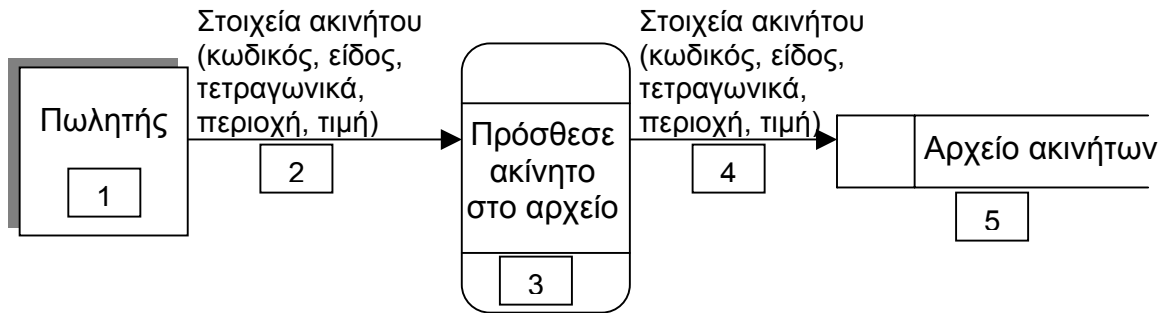 Πωλητής
1
Στοιχεία ακινήτου
(κωδικός, είδος,
τετραγωνικά,
περιοχή, τιμή)
2
Πρόσθεσε
ακίνητο
στο αρχείο
3
Στοιχεία ακινήτου
(κωδικός, είδος,
τετραγωνικά,
περιοχή, τιμή)
4
Αρχείο ακινήτων
5